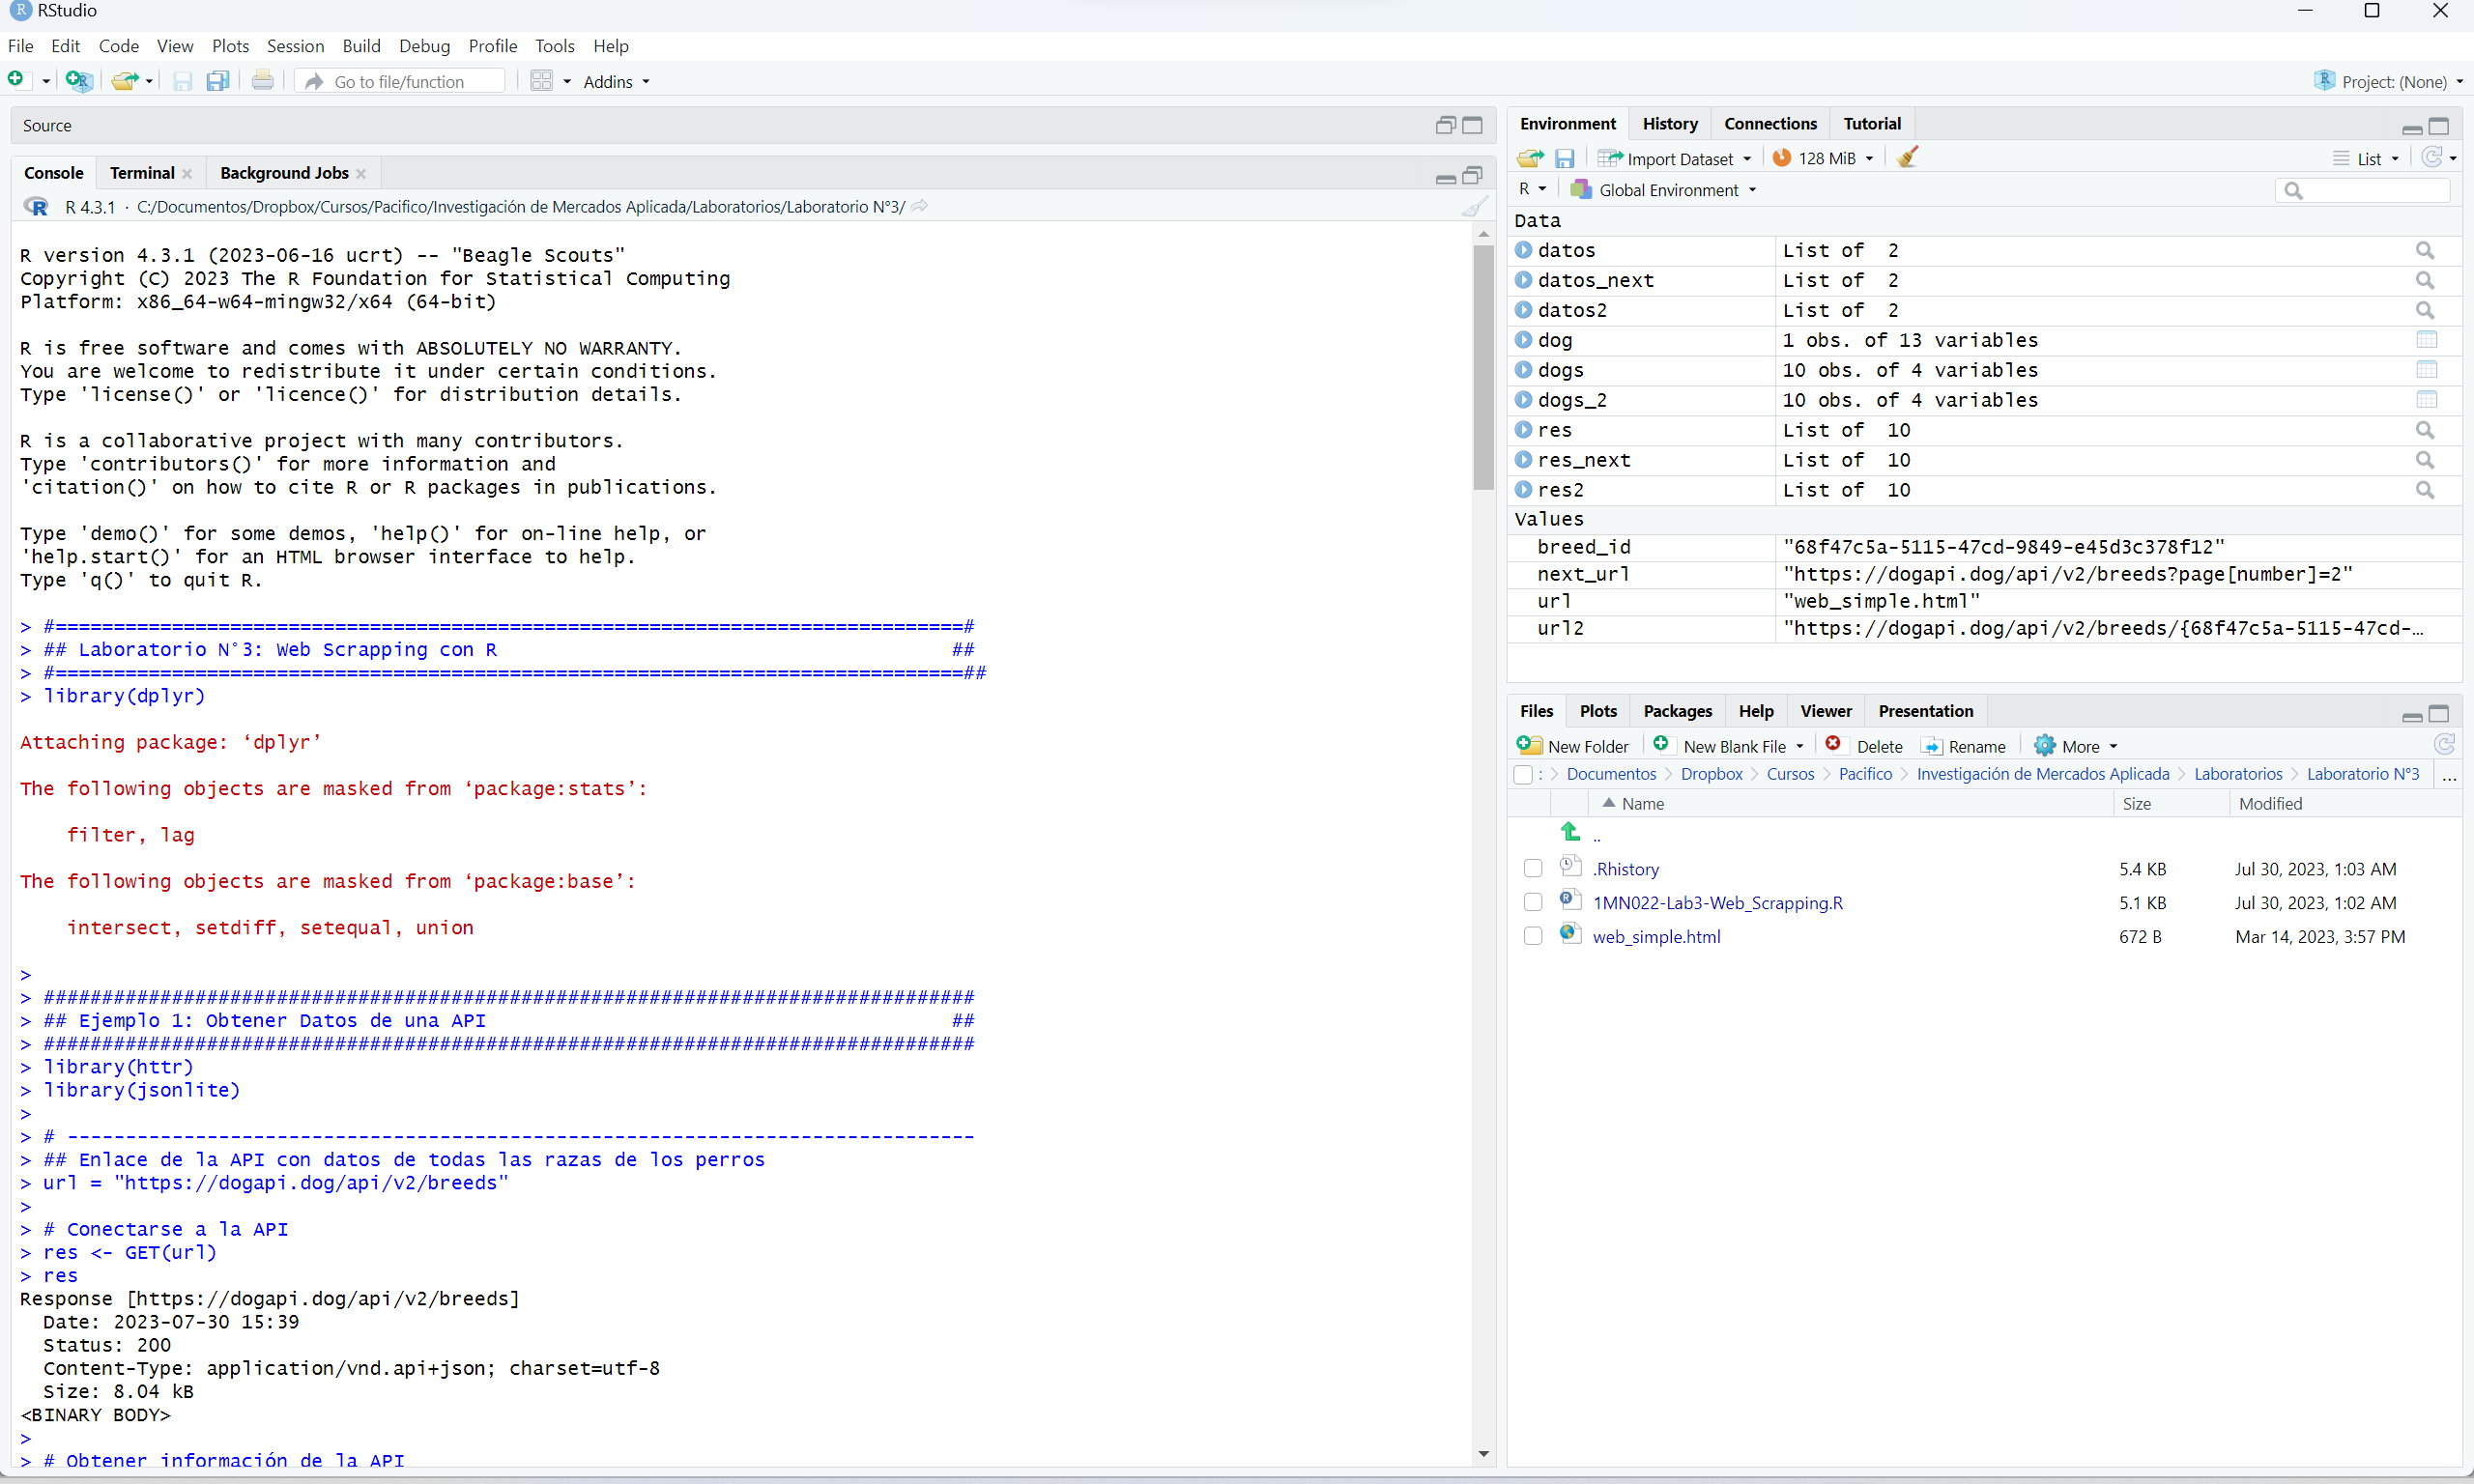 RStudio
File Edit Code View Plots Session Build Debug Profile Tools Help
Go to file/function Addins Project: (None)
Source
Console Terminal Background Jobs
R 4.3.1 · C:/Documentos/Dropbox/Cursos/Pacifico/Investigación de Mercados Aplicada/Laboratorios/Laboratorio N°3/
R version 4.3.1 (2023-06-16 ucrt) -- "Beagle Scouts"
Copyright (C) 2023 The R Foundation for Statistical Computing
Platform: x86_64-w64-mingw32/x64 (64-bit)
R is free software and comes with ABSOLUTELY NO WARRANTY.
You are welcome to redistribute it under certain conditions.
Type 'license()' or 'licence()' for distribution details.
R is a collaborative project with many contributors.
Type 'contributors()' for more information and
'citation()' on how to cite R or R packages in publications.
Type 'demo()' for some demos, 'help()' for on-line help, or
'help.start()' for an HTML browser interface to help.
Type 'q()' to quit R.
> #==============================================================================#
> ## Laboratorio N°3: Web Scrapping con R ##
> #==============================================================================##
> library(dplyr)
Attaching package: ‘dplyr’
The following objects are masked from ‘package:stats’:
filter, lag
The following objects are masked from ‘package:base’:
intersect, setdiff, setequal, union
>
> ################################################################################
> ## Ejemplo 1: Obtener Datos de una API ##
> ################################################################################
> library(httr)
> library(jsonlite)
>
> # ------------------------------------------------------------------------------
> ## Enlace de la API con datos de todas las razas de los perros
> url = "https://dogapi.dog/api/v2/breeds"
>
> # Conectarse a la API
> res <- GET(url)
> res
Response [https://dogapi.dog/api/v2/breeds]
Date: 2023-07-30 15:39
Status: 200
Content-Type: application/vnd.api+json; charset=utf-8
Size: 8.04 kB
<BINARY BODY>
>
> # Obtener información de la API
Environment History Connections Tutorial
Import Dataset 128 MiB List
R Global Environment
Data
datos List of 2
datos_next List of 2
datos2 List of 2
dog 1 obs. of 13 variables
dogs 10 obs. of 4 variables
dogs_2 10 obs. of 4 variables
res List of 10
res_next List of 10
res2 List of 10
Values
breed_id "68f47c5a-5115-47cd-9849-e45d3c378f12"
next_url "https://dogapi.dog/api/v2/breeds?page[number]=2"
url "web_simple.html"
url2 "https://dogapi.dog/api/v2/breeds/{68f47c5a-5115-47cd-…
Files Plots Packages Help Viewer Presentation
New Folder New Blank File Delete Rename More
: Documentos Dropbox Cursos Pacifico Investigación de Mercados Aplicada Laboratorios Laboratorio N°3 ...
Name Size Modified
..
.Rhistory 5.4 KB Jul 30, 2023, 1:03 AM
1MN022-Lab3-Web_Scrapping.R 5.1 KB Jul 30, 2023, 1:02 AM
web_simple.html 672 B Mar 14, 2023, 3:57 PM